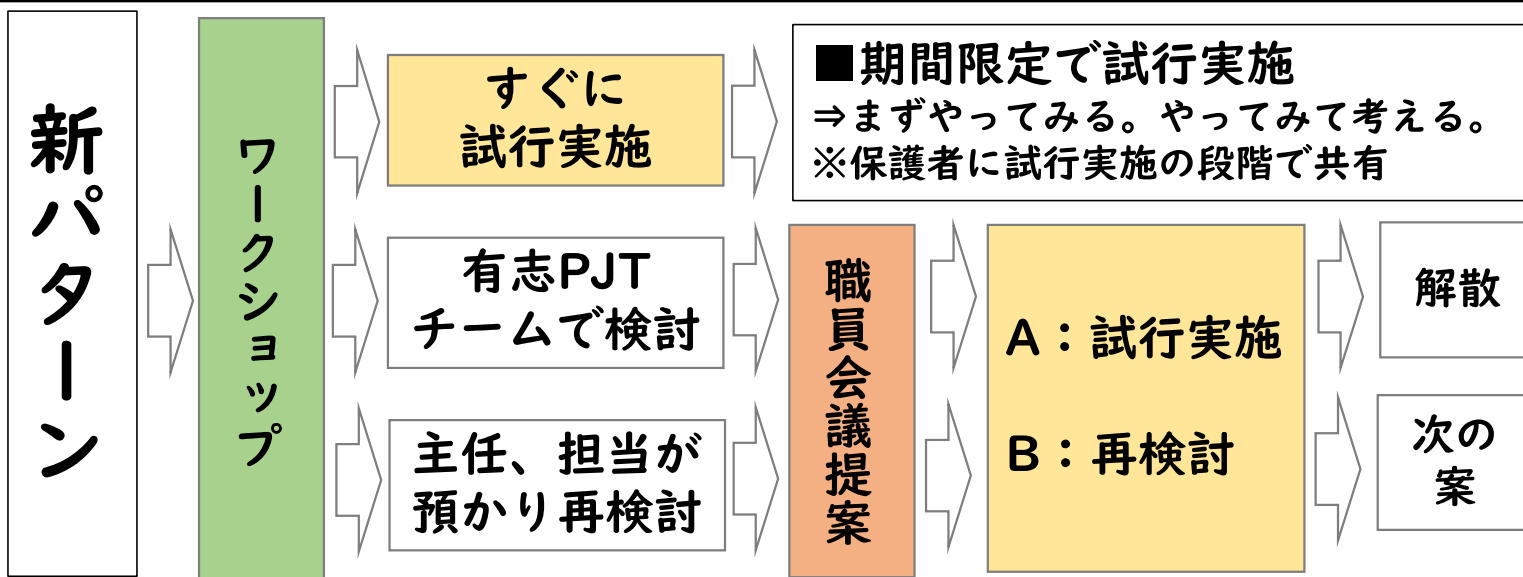 新パターン
ワークショップ
すぐに
試行実施
■期間限定で試行実施
⇒まずやってみる。やってみて考える。
※保護者に試行実施の段階で共有
有志PJT
チームで検討
主任、担当が
預かり再検討
職員会議提案
A：試行実施
B：再検討
解散
次の
案